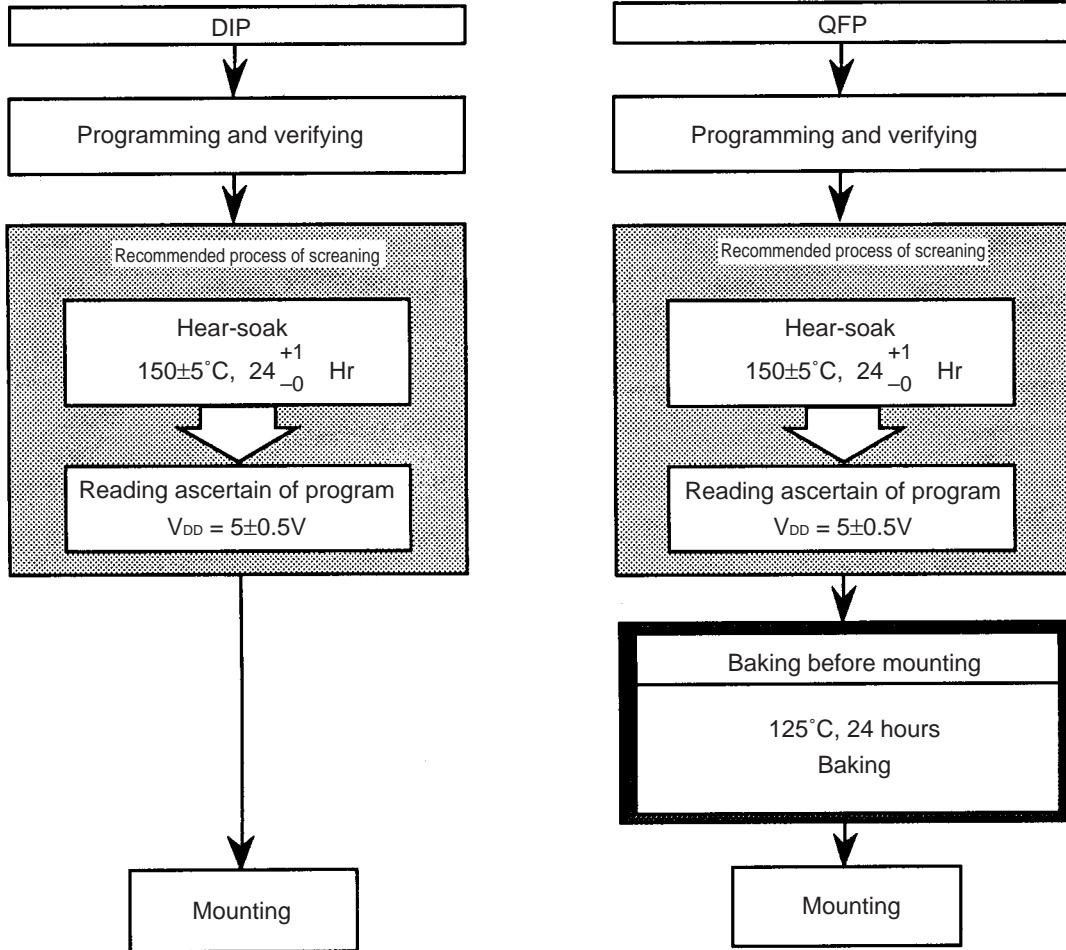 DIP
Programming and verifying
Recommended process of screaning
Hear-soak
150±5˚C, 24 +1 –0 Hr
Reading ascertain of program
VDD = 5±0.5V
Mounting
QFP
Programming and verifying
Recommended process of screaning
Hear-soak
150±5˚C, 24 +1 –0 Hr
Reading ascertain of program
VDD = 5±0.5V
Baking before mounting
125˚C, 24 hours
Baking
Mounting